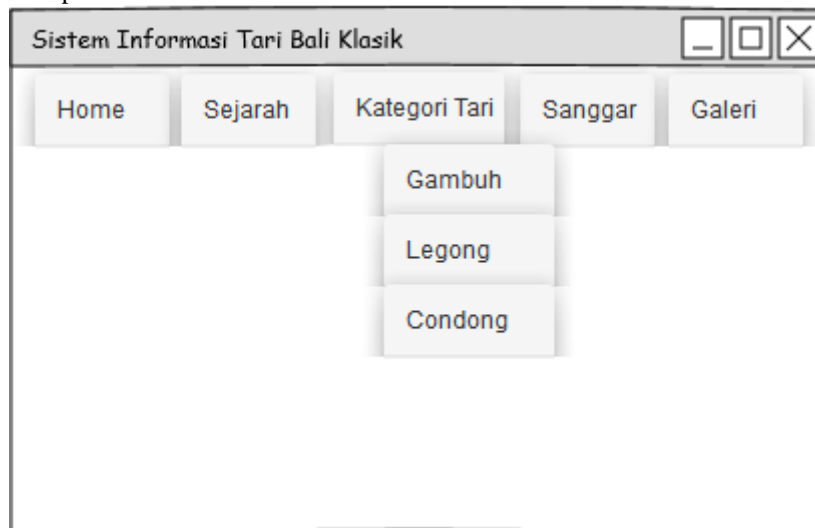 Sistem Informasi Tari Bali Klasik
Home Sejarah Kategori Tari Sanggar Galeri
Gambuh
Legong
Condong